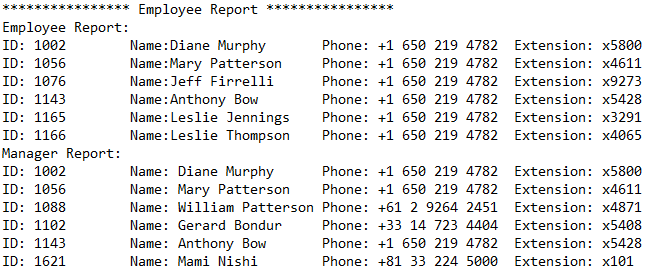 **************** Employee Report ****************
Employee Report:
ID: 1002        Name:Diane Murphy       Phone: +1 650 219 4782  Extension: x5800
ID: 1056        Name:Mary Patterson     Phone: +1 650 219 4782  Extension: x4611
ID: 1076        Name:Jeff Firrelli      Phone: +1 650 219 4782  Extension: x9273
ID: 1143        Name:Anthony Bow        Phone: +1 650 219 4782  Extension: x5428
ID: 1165        Name:Leslie Jennings    Phone: +1 650 219 4782  Extension: x3291
ID: 1166        Name:Leslie Thompson    Phone: +1 650 219 4782  Extension: x4065
Manager Report:
ID: 1002        Name: Diane Murphy      Phone: +1 650 219 4782  Extension: x5800
ID: 1056        Name: Mary Patterson    Phone: +1 650 219 4782  Extension: x4611
ID: 1088        Name: William Patterson Phone: +61 2 9264 2451  Extension: x4871
ID: 1102        Name: Gerard Bondur     Phone: +33 14 723 4404  Extension: x5408
ID: 1143        Name: Anthony Bow       Phone: +1 650 219 4782  Extension: x5428
ID: 1621        Name: Mami Nishi        Phone: +81 33 224 5000  Extension: x101